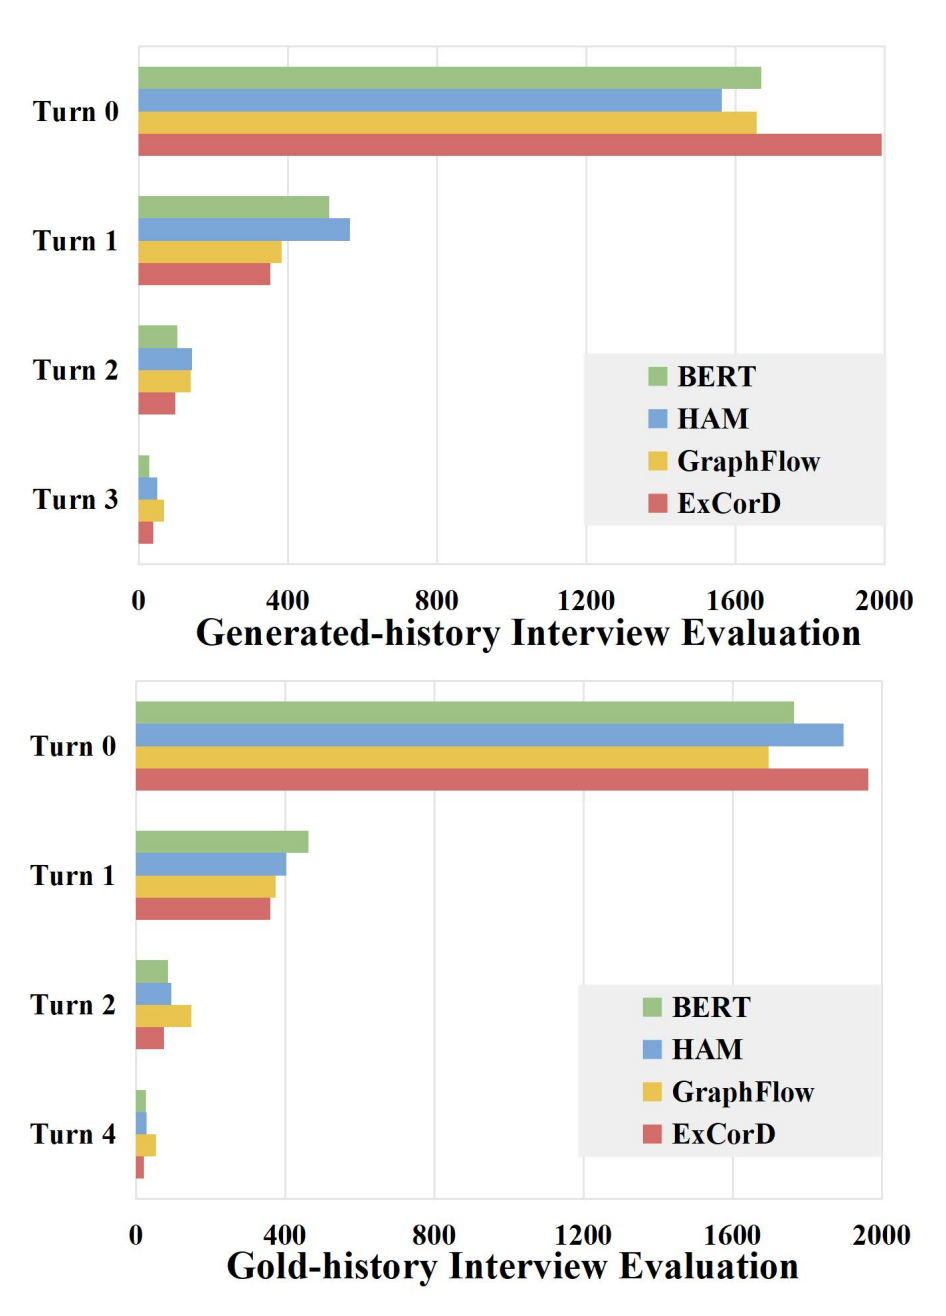 Turn 0
Turn 1
Turn 2
Turn 3
BERT
HAM
GraphFlow
ExCorD
0 400 800 1200 1600 2000
Generated-history Interview Evaluation
Turn 0
Turn 1
Turn 2
Turn 4
BERT
HAM
GraphFlow
ExCorD
0 400 800 1200 1600 2000
Gold-history Interview Evaluation